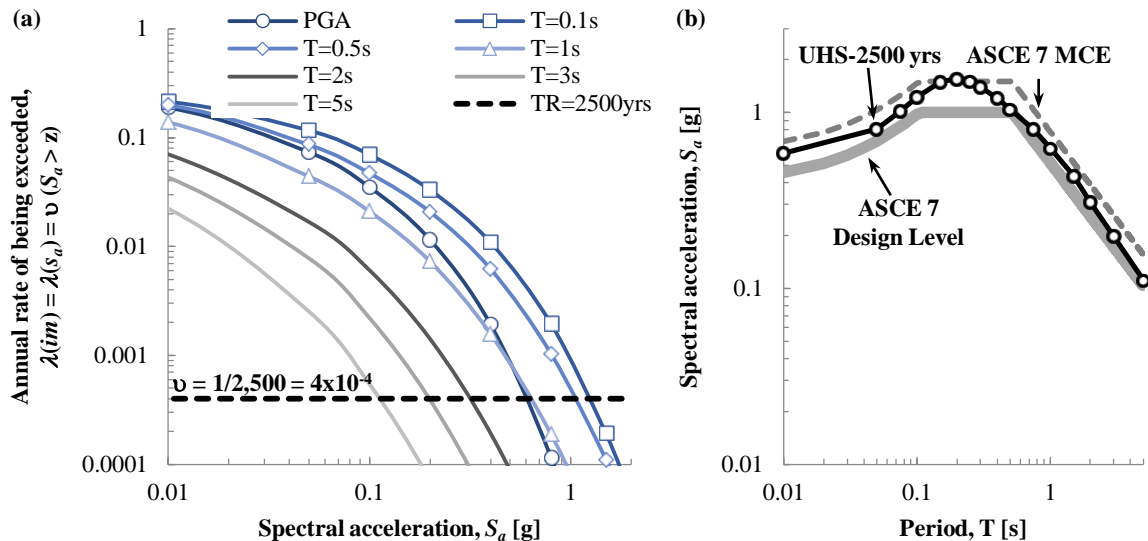 (a)
PGA
T=0.1s
T=0.5s
T=1s
T=2s
T=3s
T=5s
TR=2500yrs
Annual rate of being exceeded,
λ(im) = λ(sₐ) = υ (Sₐ > z)
1
0.1
0.01
0.001
0.0001
υ = 1/2,500 = 4x10⁻⁴
0.01
0.1
1
Spectral acceleration, Sₐ [g]
(b)
UHS-2500 yrs
ASCE 7 MCE
ASCE 7
Design Level
Spectral acceleration, Sₐ [g]
1
0.1
0.01
0.01
0.1
1
Period, T [s]